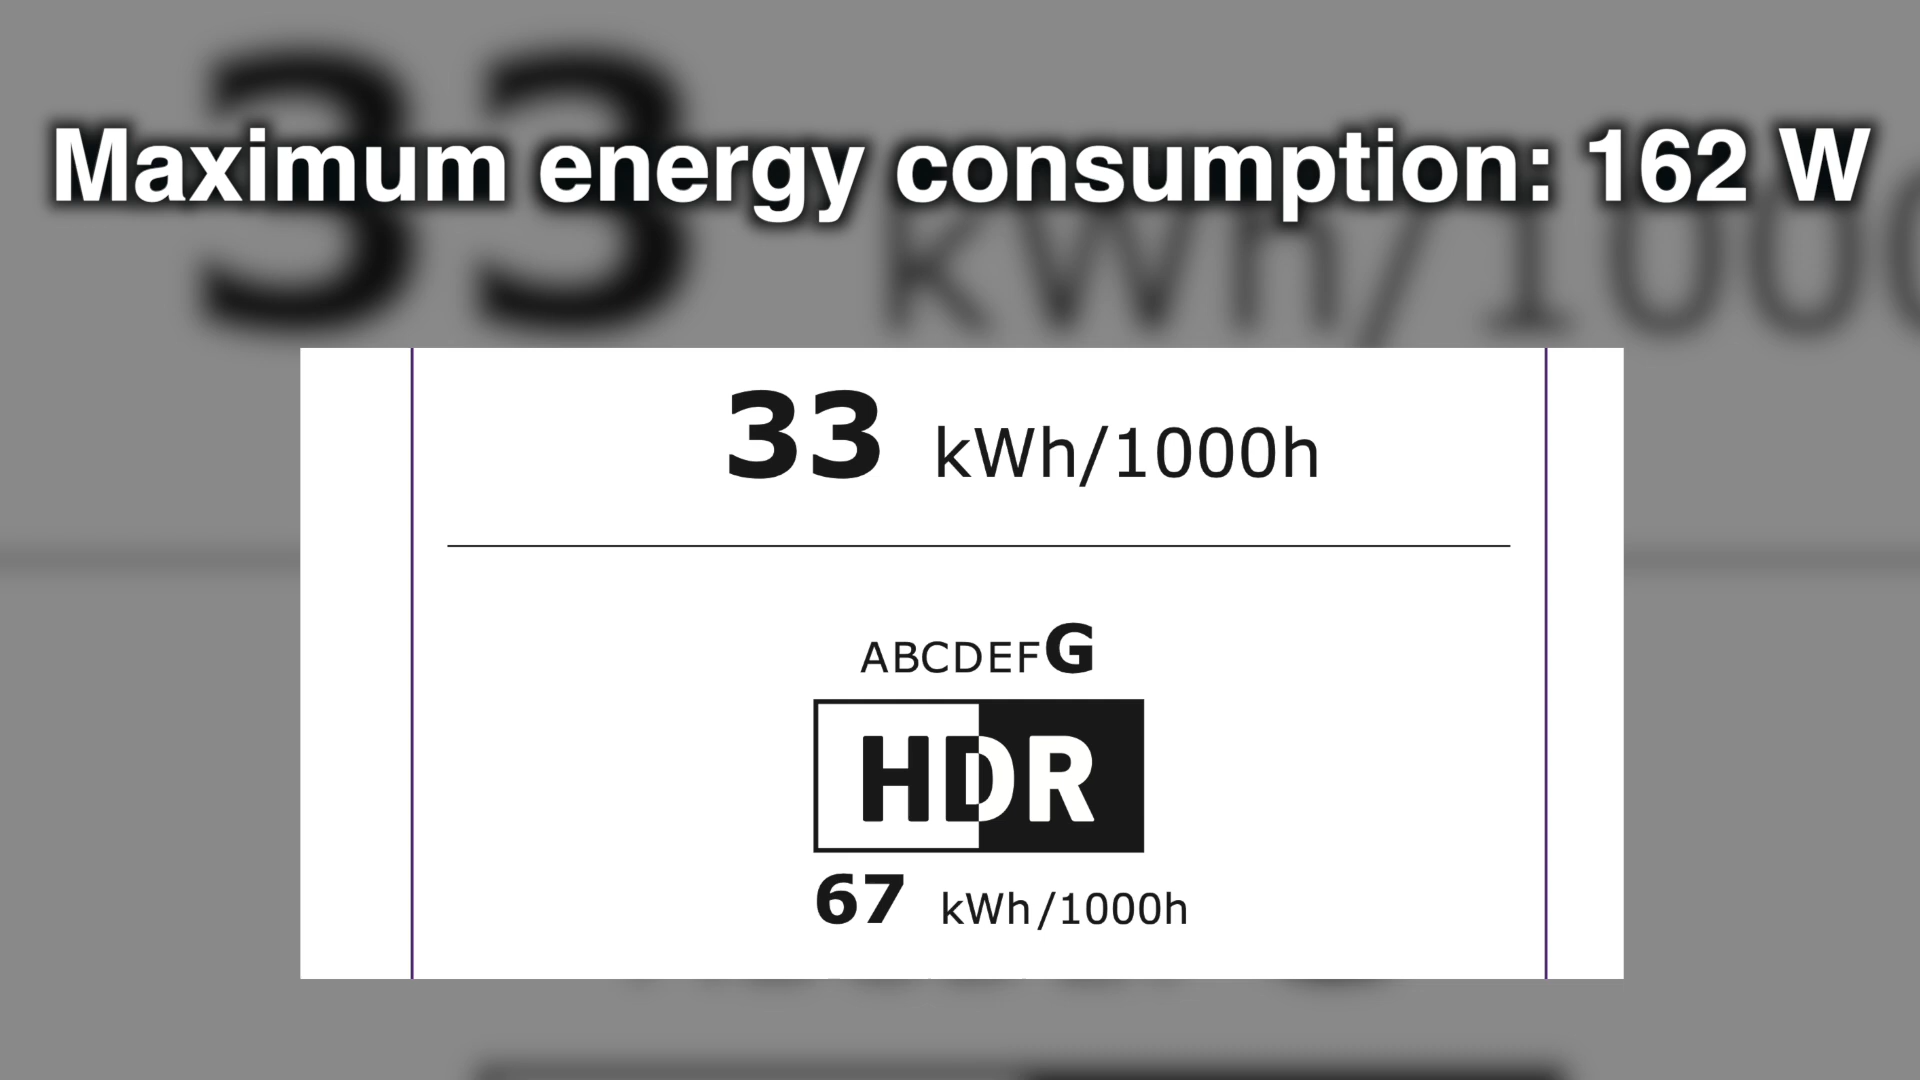 Maximum energy consumption: 162 W
33 kWh/1000h
ABCDEFG
HDR
67 kWh/1000h